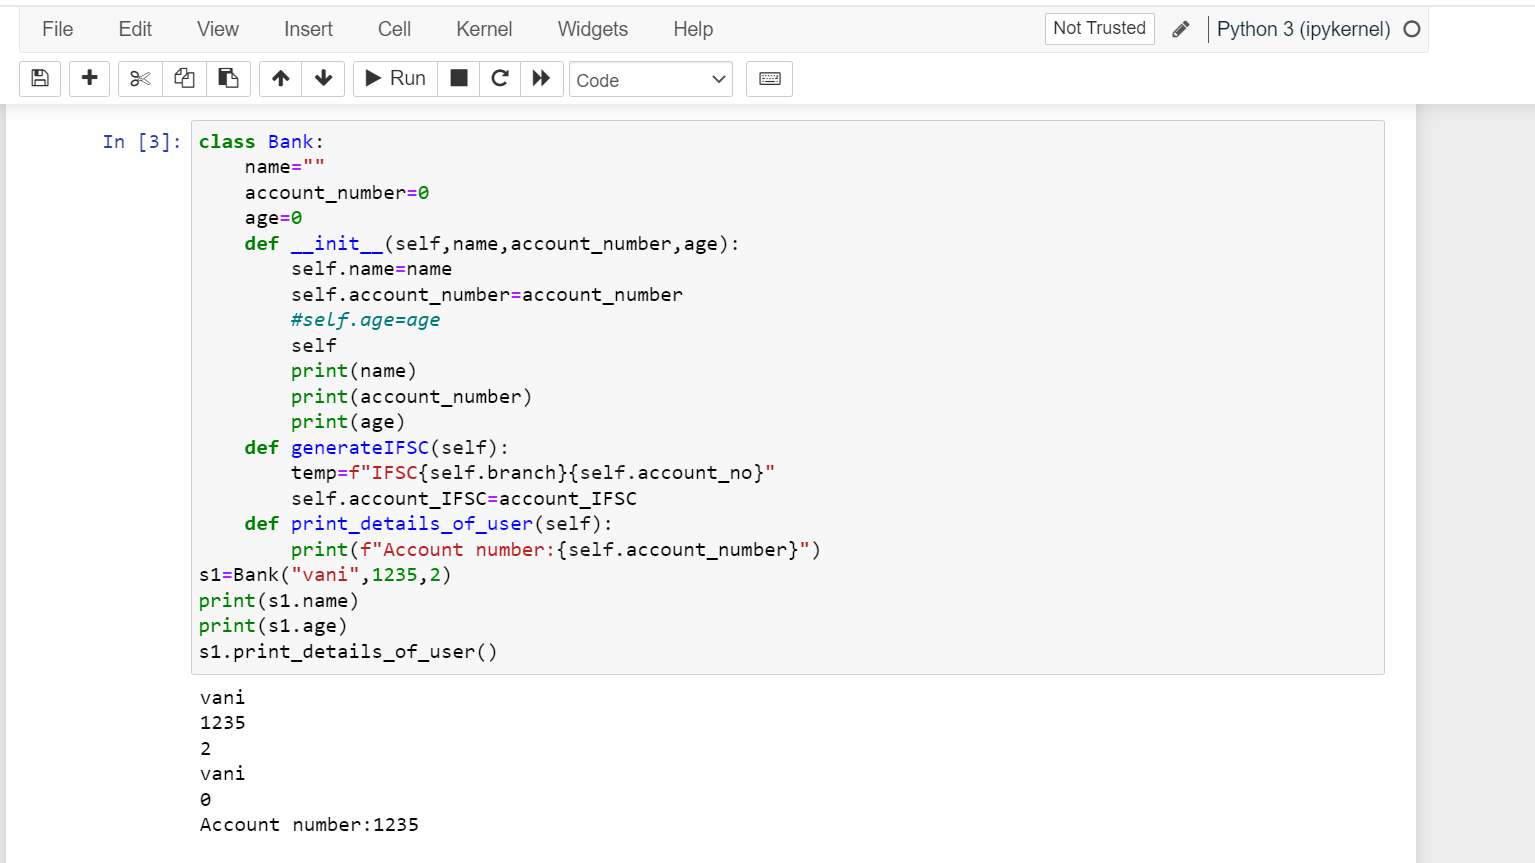 File Edit View Insert Cell Kernel Widgets Help Not Trusted Python 3 (ipykernel)
Run Code
In [3]: class Bank:
    name=""
    account_number=0
    age=0
    def __init__(self,name,account_number,age):
        self.name=name
        self.account_number=account_number
        #self.age=age
        self
        print(name)
        print(account_number)
        print(age)
    def generateIFSC(self):
        temp=f"IFSC{self.branch}{self.account_no}"
        self.account_IFSC=account_IFSC
    def print_details_of_user(self):
        print(f"Account number:{self.account_number}")
s1=Bank("vani",1235,2)
print(s1.name)
print(s1.age)
s1.print_details_of_user()
vani
1235
2
vani
0
Account number:1235